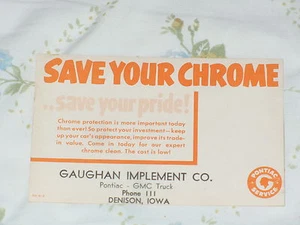 SAVE YOUR CHROME
..save your pride!
Chrome protection is more important today
than ever! So protect your investment—keep
up your car's appearance, improve its trade-
in value. Come in today for our expert
chrome clean. The cost is low!
GAUGHAN IMPLEMENT CO.
Pontiac - GMC Truck
Phone 111
DENISON, IOWA
PONTIAC
SERVICE